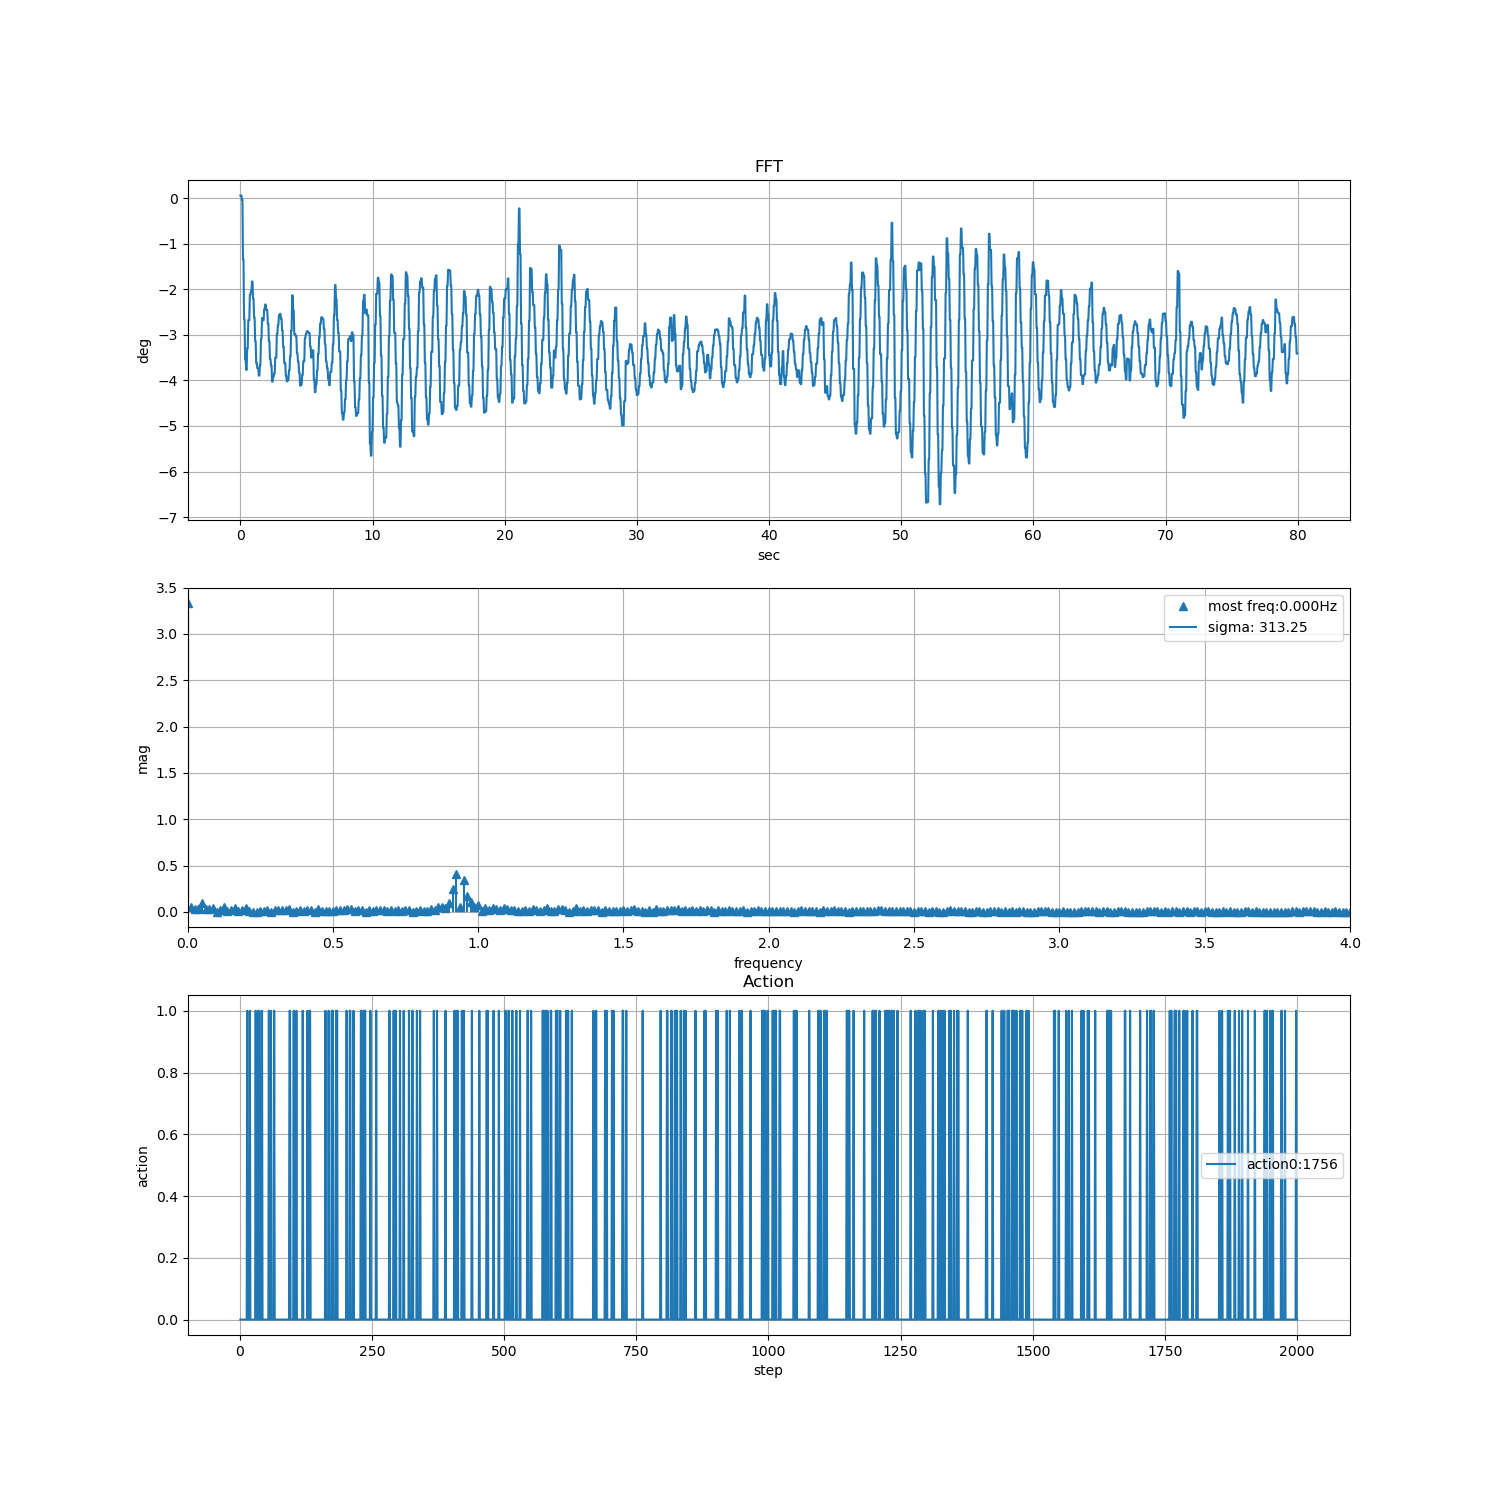 FFT
0
−1
−2
−3
−4
−5
−6
−7
deg
0 10 20 30 40 50 60 70 80
sec
3.5
3.0
2.5
2.0
1.5
1.0
0.5
0.0
mag
most freq:0.000Hz
sigma: 313.25
0.0 0.5 1.0 1.5 2.0 2.5 3.0 3.5 4.0
frequency
Action
1.0
0.8
0.6
0.4
0.2
0.0
action
action0:1756
0 250 500 750 1000 1250 1500 1750 2000
step